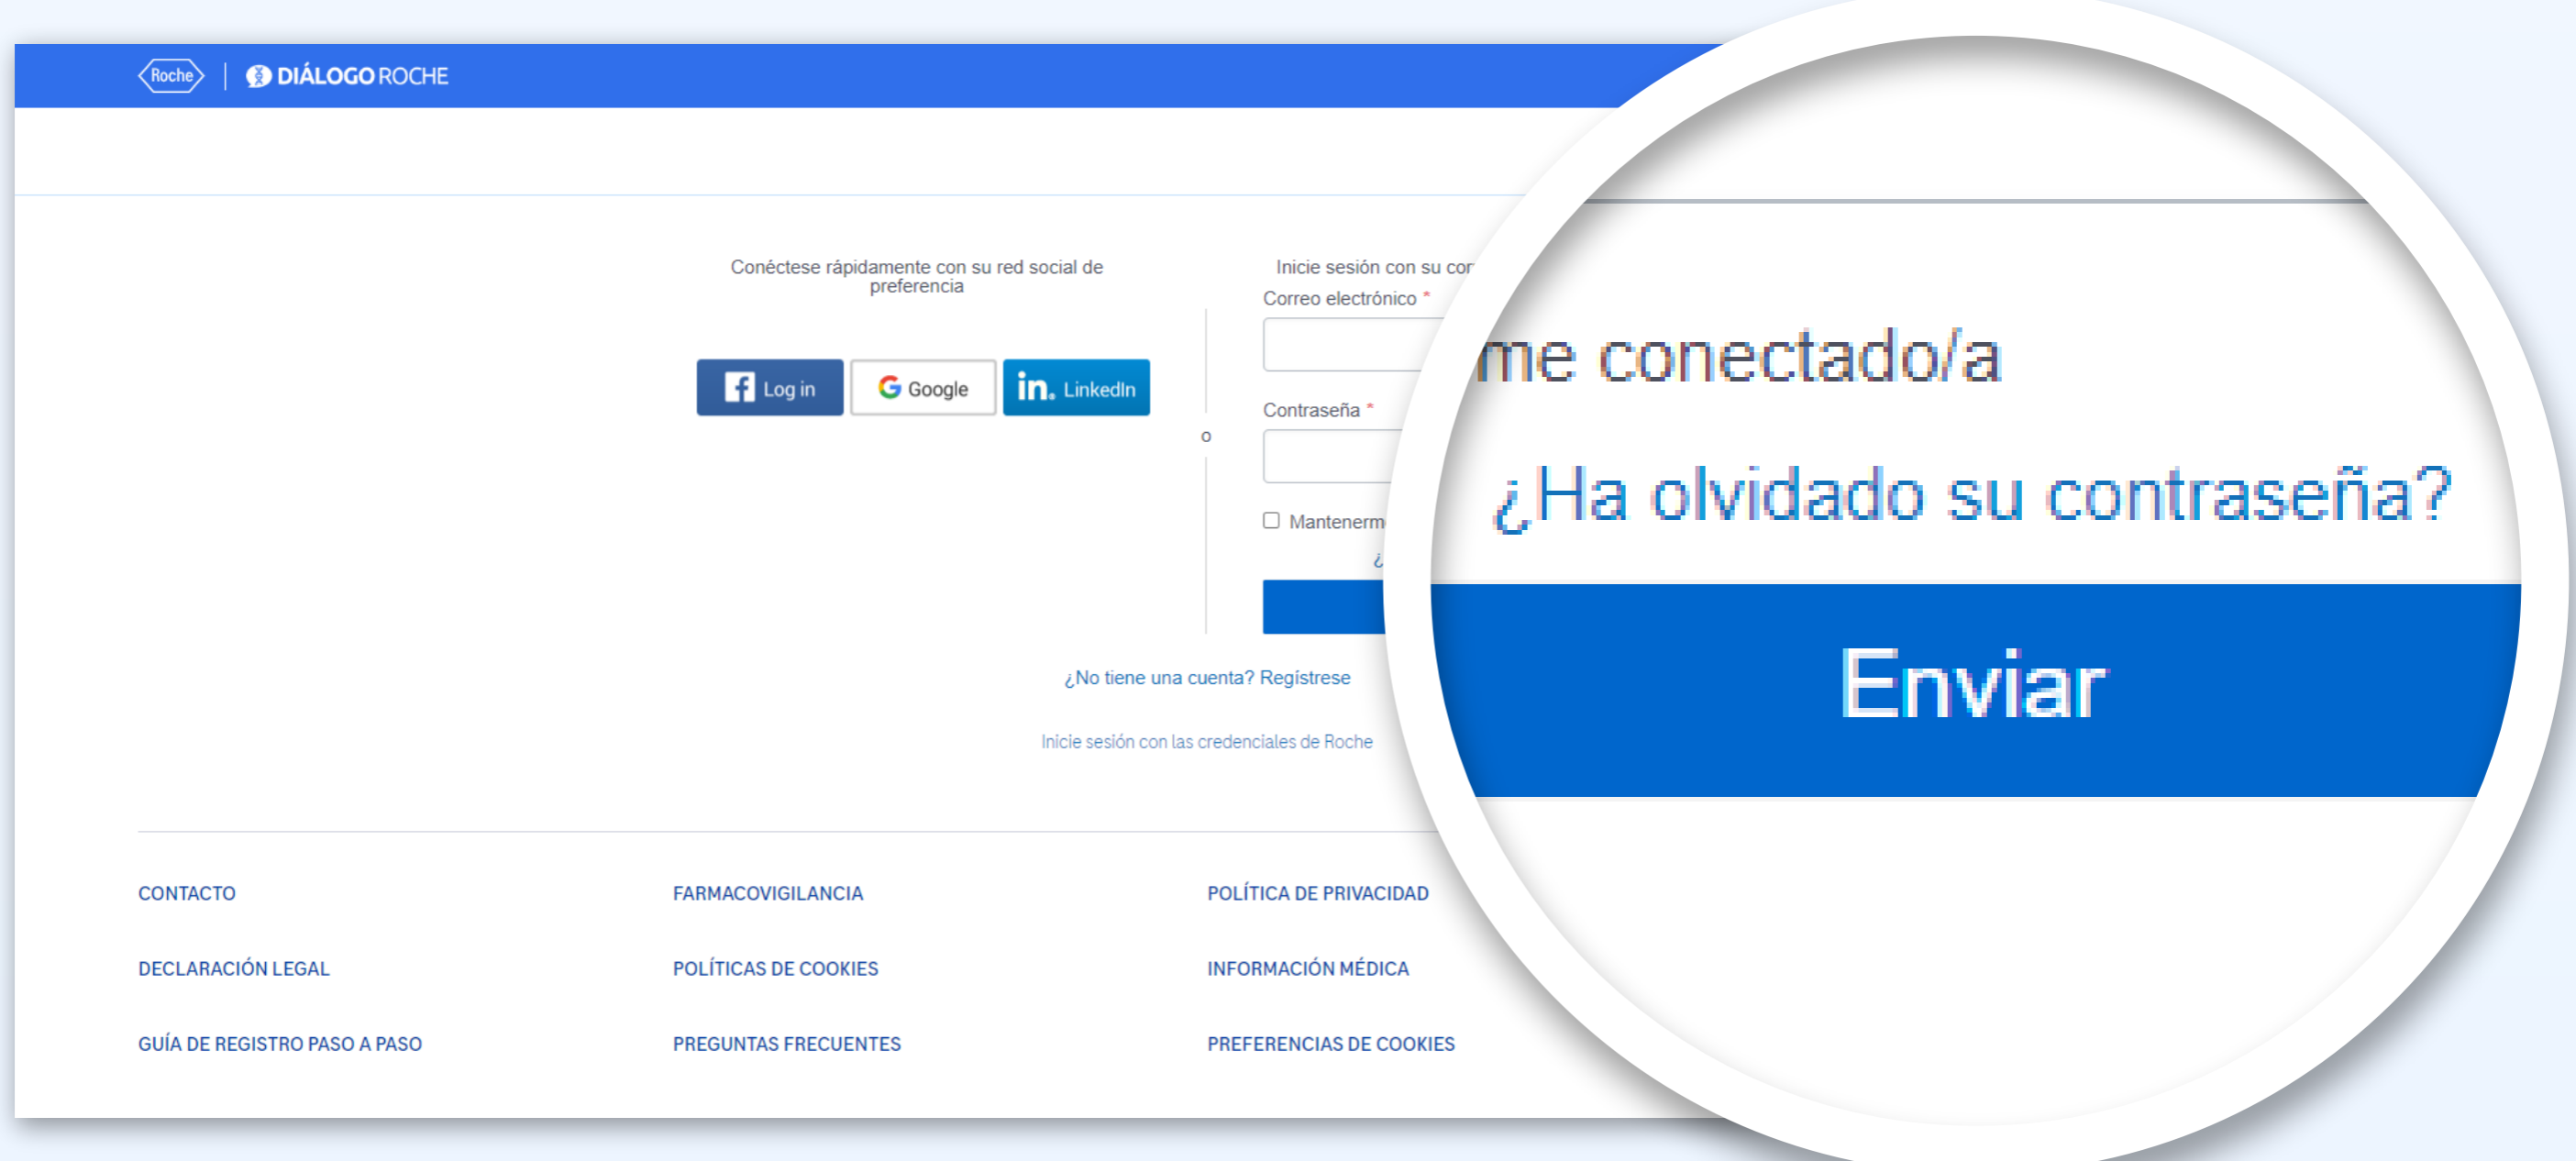 Roche
DIÁLOGO ROCHE
Conéctese rápidamente con su red social de
preferencia
Log in
Google
in. LinkedIn
o
Inicie sesión con su
Correo electrónico *
Contraseña *
¿No tiene una cuenta? Regístrese
Inicie sesión con las credenciales de Roche
me conectado/a
¿Ha olvidado su contraseña?
Enviar
CONTACTO
FARMACOVIGILANCIA
POLÍTICA DE PRIVACIDAD
DECLARACIÓN LEGAL
POLÍTICAS DE COOKIES
INFORMACIÓN MÉDICA
GUÍA DE REGISTRO PASO A PASO
PREGUNTAS FRECUENTES
PREFERENCIAS DE COOKIES